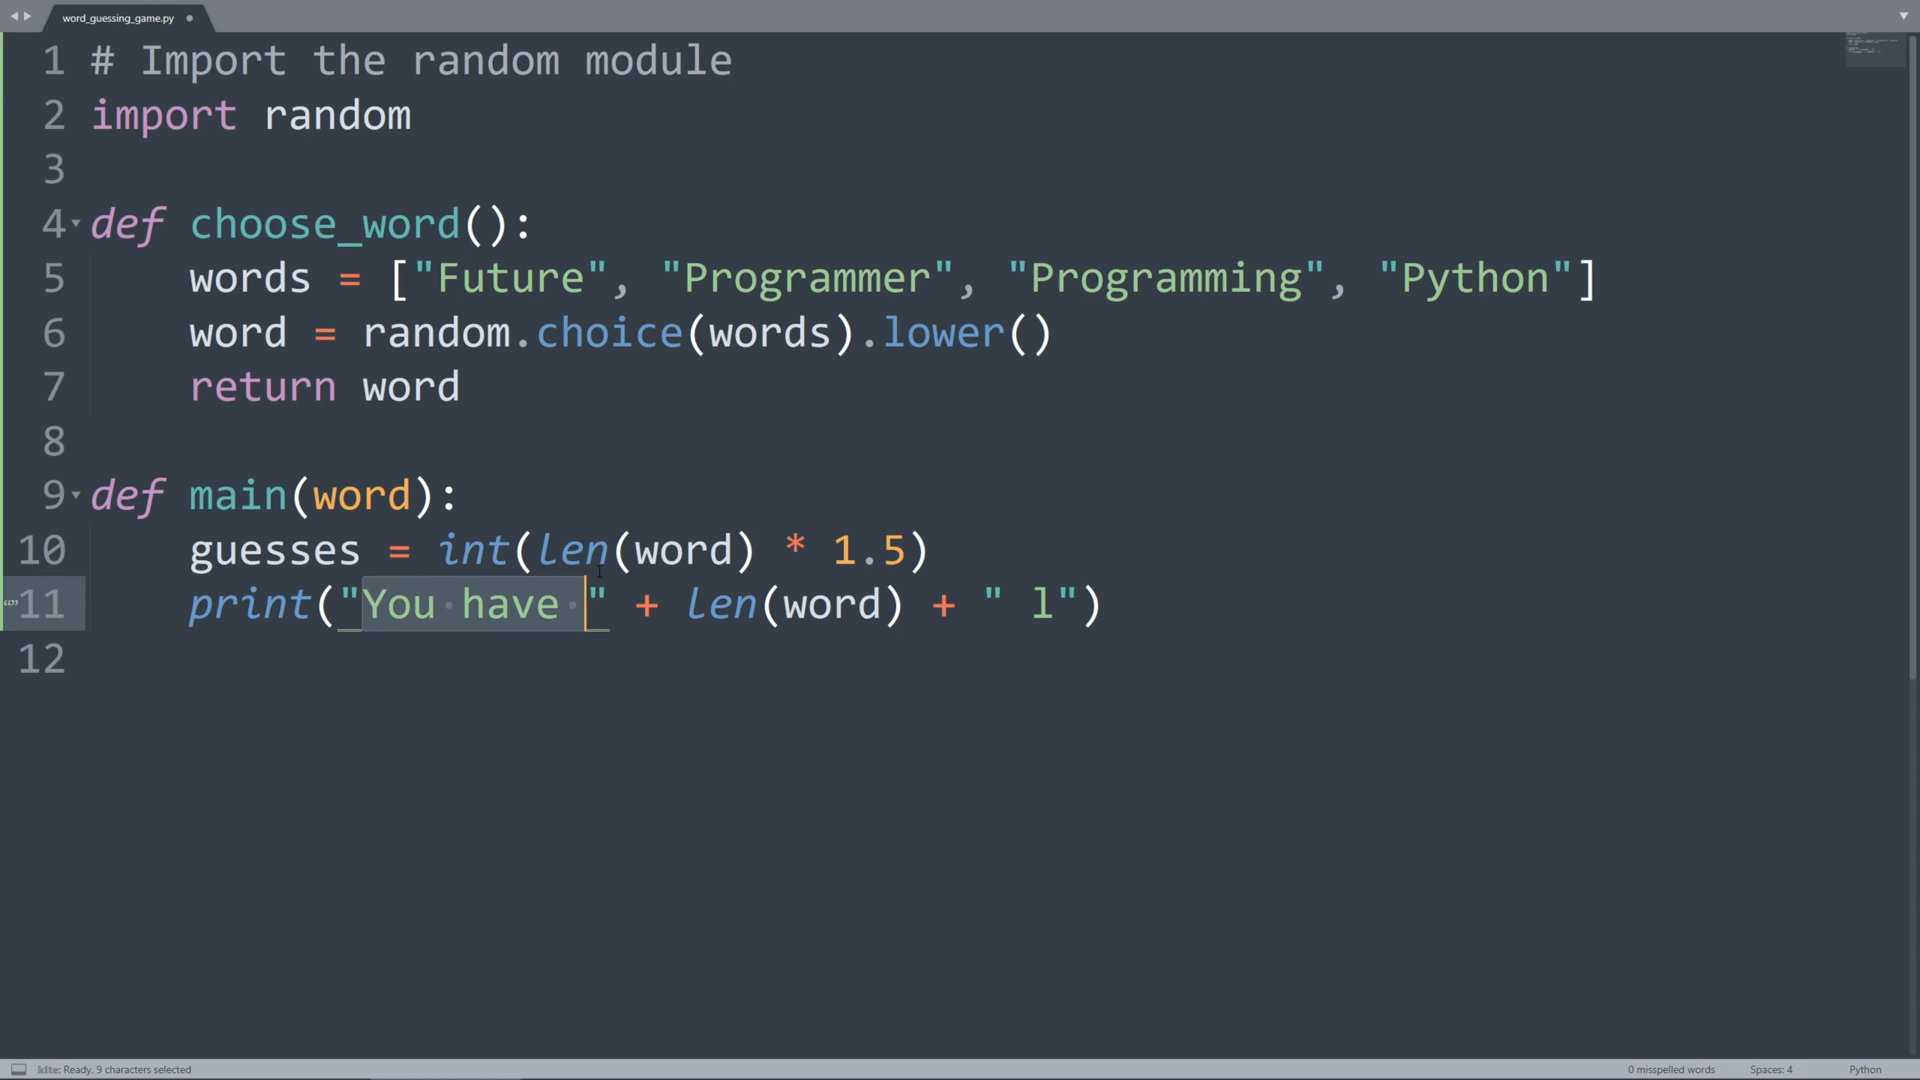 word_guessing_game.py
1 # Import the random module
2 import random
3
4 def choose_word():
5 words = ["Future", "Programmer", "Programming", "Python"]
6 word = random.choice(words).lower()
7 return word
8
9 def main(word):
10 guesses = int(len(word) * 1.5)
11 print("You have " + len(word) + " l")
12
kite: Ready. 9 characters selected
0 misspelled words
Spaces: 4
Python